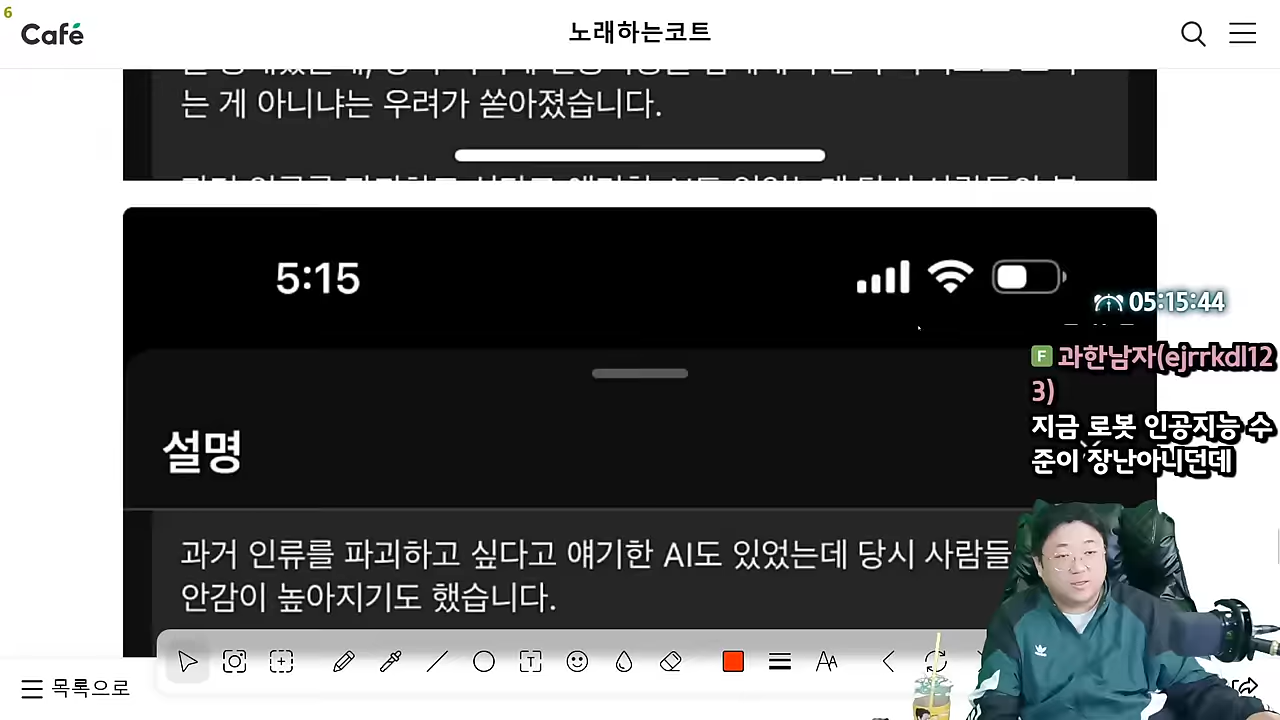 6
Café
노래하는코트
는 게 아니냐는 우려가 쏟아졌습니다.
5:15
05:15:44
F 과한남자(ejrrkdl12
3)
지금 로봇 인공지능 수
준이 장난아니던데
설명
과거 인류를 파괴하고 싶다고 얘기한 AI도 있었는데 당시 사람들
안감이 높아지기도 했습니다.
T
AA
목록으로